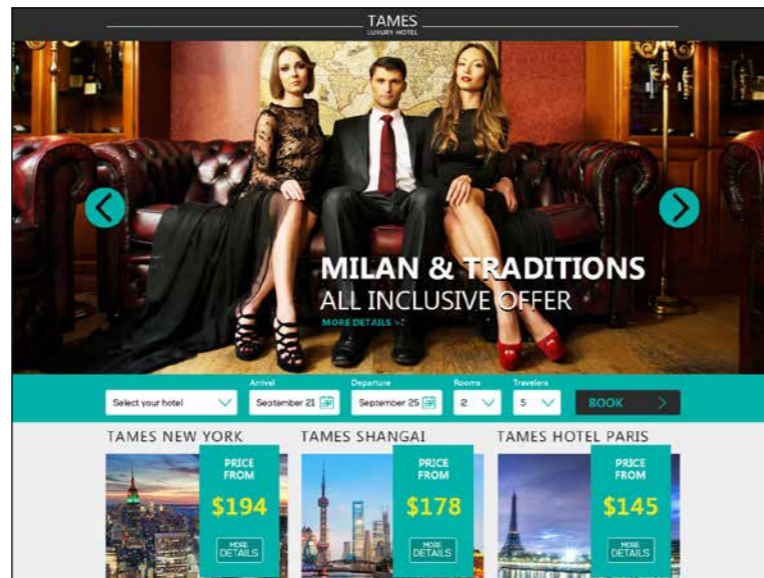 TAMES
LUXURY HOTEL
MILAN & TRADITIONS
ALL INCLUSIVE OFFER
MORE DETAILS >
Arrival Departure Rooms Travelers
Select your hotel September 21 September 25 2 5 BOOK
TAMES NEW YORK TAMES SHANGAI TAMES HOTEL PARIS
PRICE PRICE PRICE
FROM FROM FROM
$194 $178 $145
MORE MORE MORE
DETAILS DETAILS DETAILS